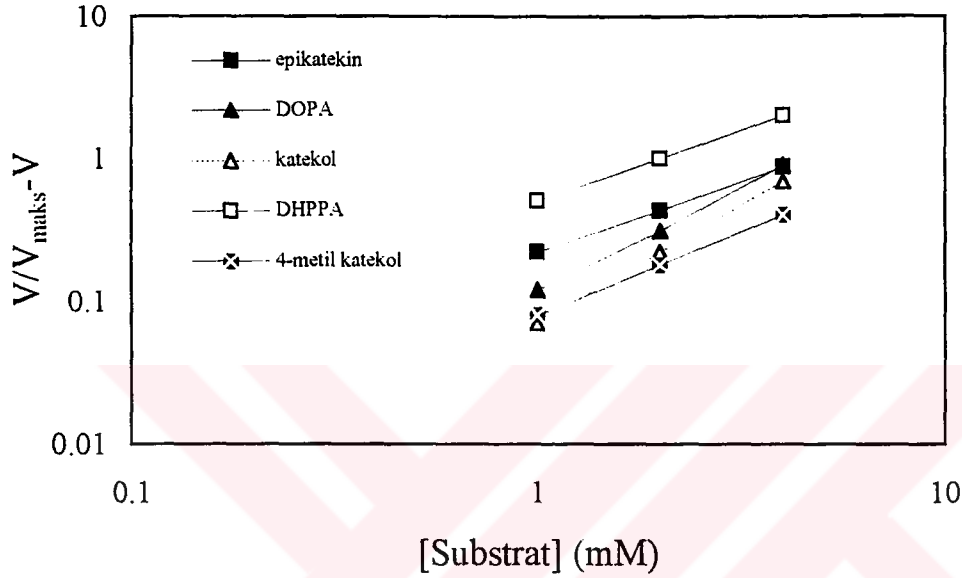 10
1
0.1
0.01
V/Vmaks-V
epikatekin
DOPA
katekol
DHPPA
4-metil katekol
0.1
1
10
[Substrat] (mM)